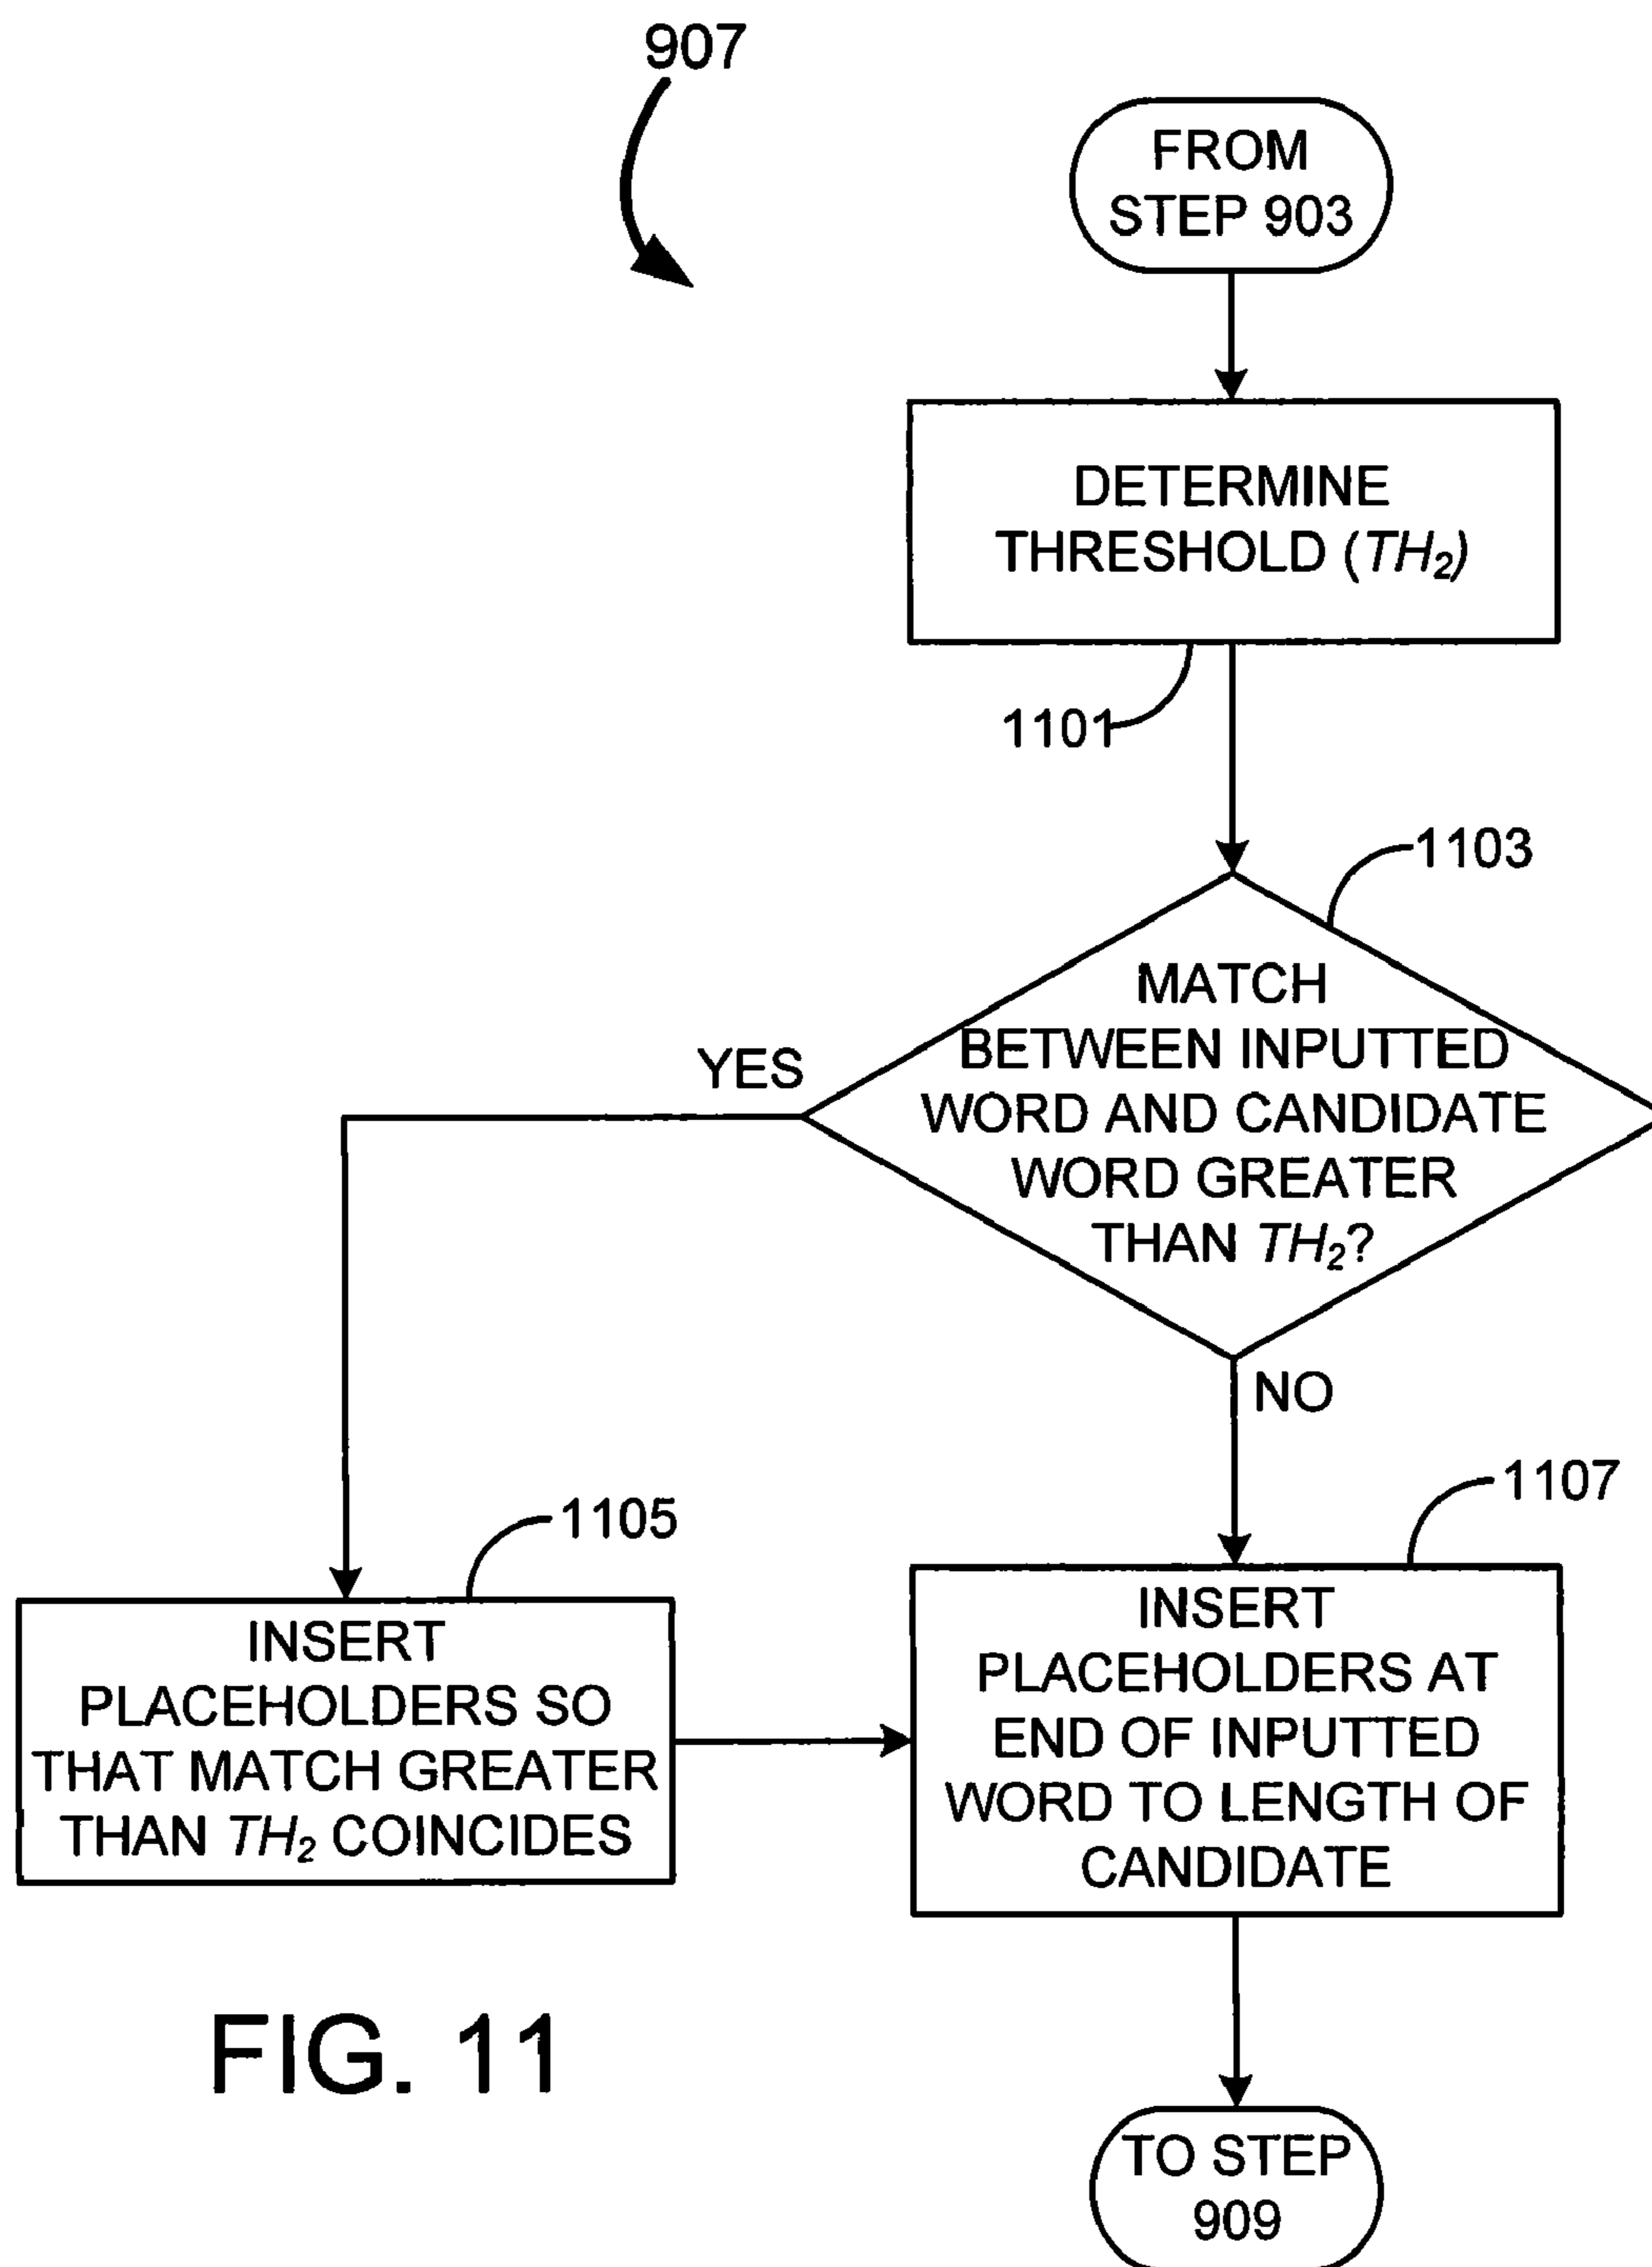 907
FROM
STEP 903
DETERMINE
THRESHOLD (TH₂)
1101
1103
MATCH
BETWEEN INPUTTED
WORD AND CANDIDATE
WORD GREATER
THAN TH₂?
YES
NO
1105
INSERT
PLACEHOLDERS SO
THAT MATCH GREATER
THAN TH₂ COINCIDES
1107
INSERT
PLACEHOLDERS AT
END OF INPUTTED
WORD TO LENGTH OF
CANDIDATE
FIG. 11
TO STEP
909